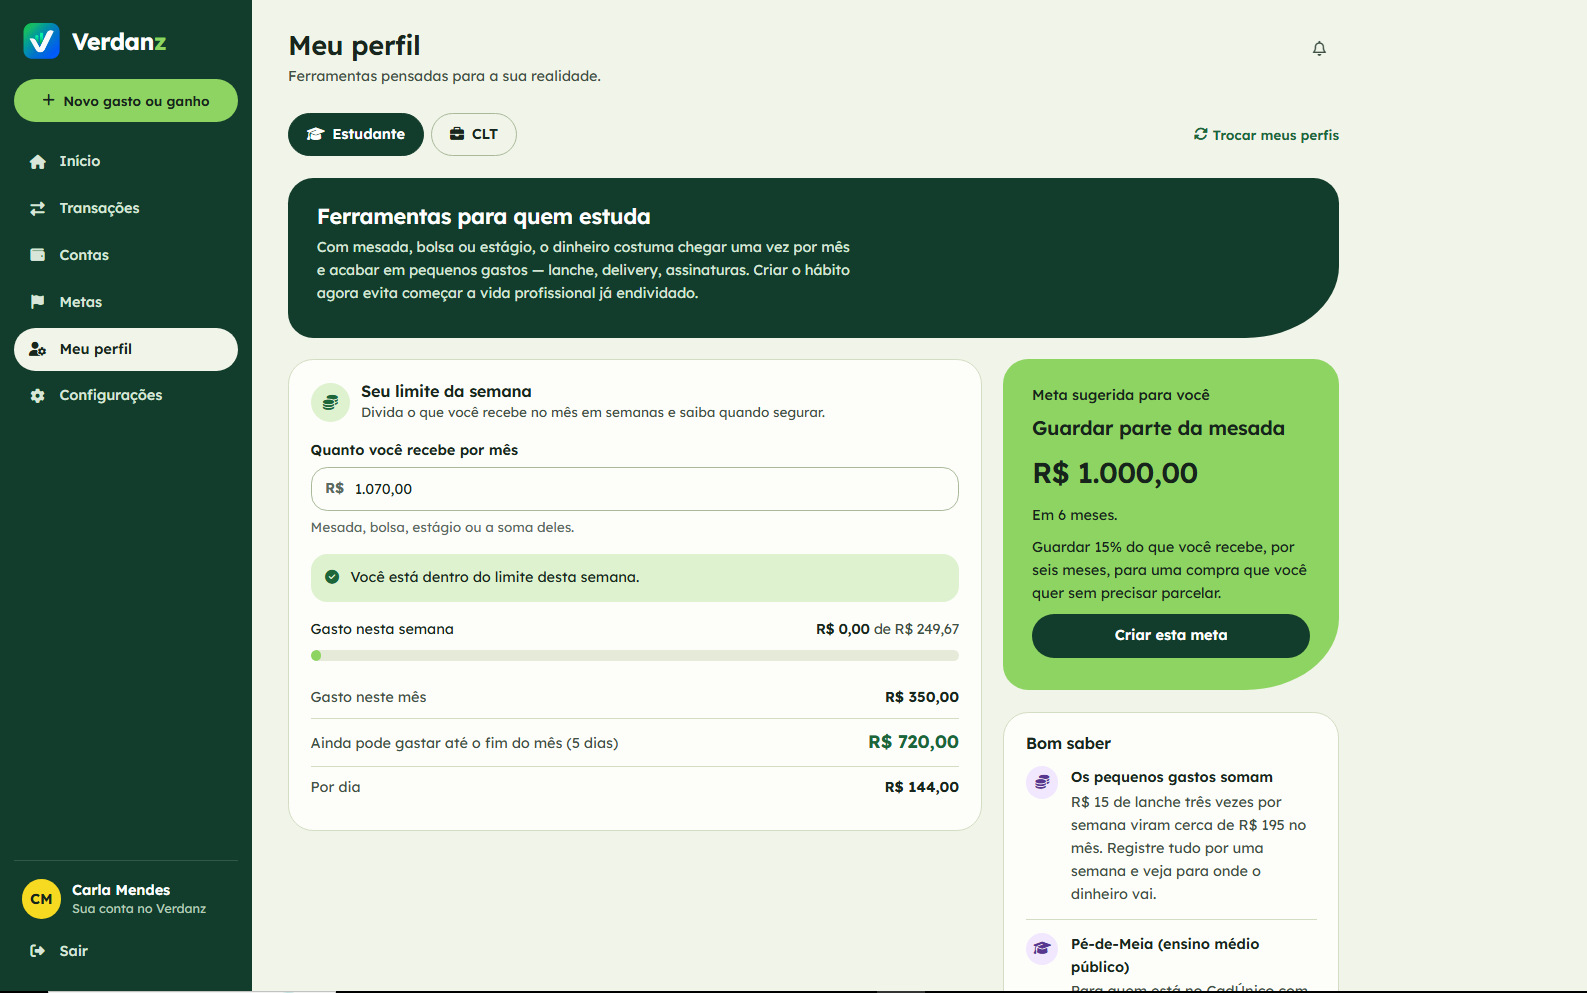 Verdanz
Novo gasto ou ganho
Início
Transações
Contas
Metas
Meu perfil
Configurações
Carla Mendes
CM
Sua conta no Verdanz
Sair
Meu perfil
Ferramentas pensadas para a sua realidade.
Estudante
CLT
Trocar meus perfis
Ferramentas para quem estuda
Com mesada, bolsa ou estágio, o dinheiro costuma chegar uma vez por mês
e acabar em pequenos gastos — lanche, delivery, assinaturas. Criar o hábito
agora evita começar a vida profissional já endividado.
Seu limite da semana
Divida o que você recebe no mês em semanas e saiba quando segurar.
Quanto você recebe por mês
R$ 1.070,00
Mesada, bolsa, estágio ou a soma deles.
Você está dentro do limite desta semana.
Gasto nesta semana R$ 0,00 de R$ 249,67
Gasto neste mês R$ 350,00
Ainda pode gastar até o fim do mês (5 dias) R$ 720,00
Por dia R$ 144,00
Meta sugerida para você
Guardar parte da mesada
R$ 1.000,00
Em 6 meses.
Guardar 15% do que você recebe, por
seis meses, para uma compra que você
quer sem precisar parcelar.
Criar esta meta
Bom saber
Os pequenos gastos somam
R$ 15 de lanche três vezes por
semana viram cerca de R$ 195 no
mês. Registre tudo por uma
semana e veja para onde o
dinheiro vai.
Pé-de-Meia (ensino médio
público)
Para quem está no CadÚnico com